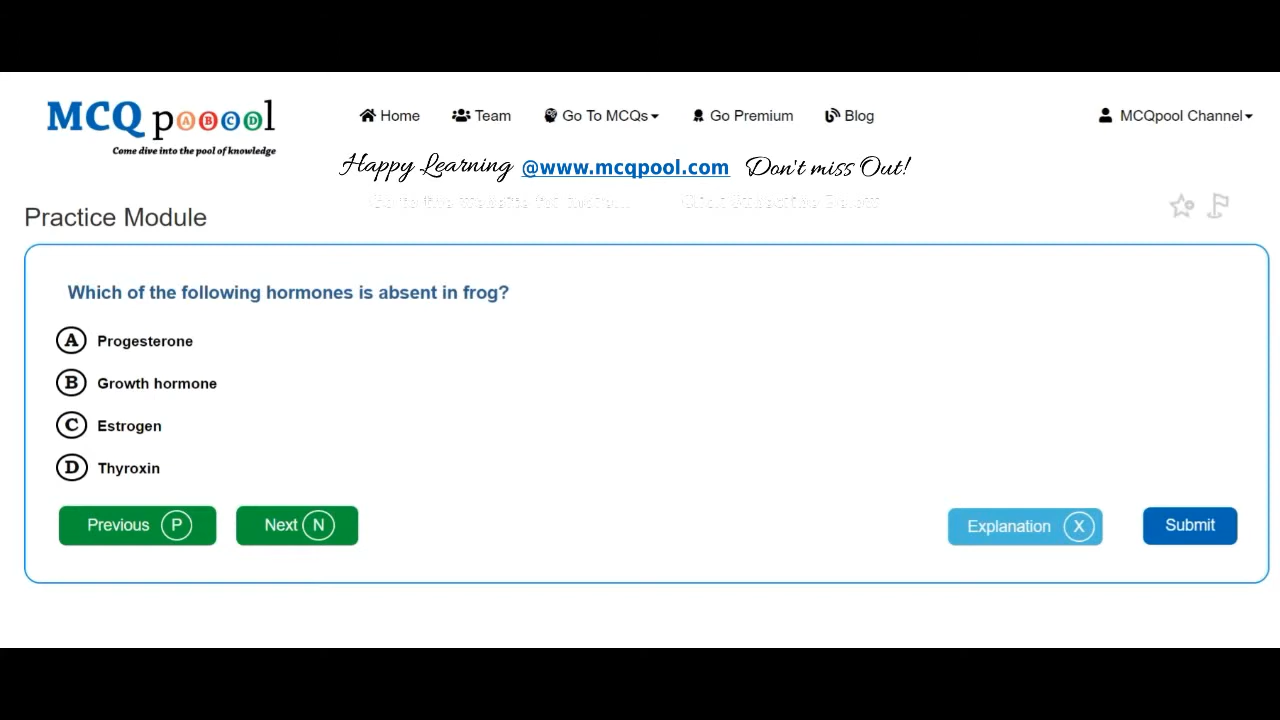 MCQ pooool
Come dive into the pool of knowledge
Home Team Go To MCQs Go Premium Blog MCQpool Channel
Happy Learning @www.mcqpool.com Don't miss Out!
Practice Module
Which of the following hormones is absent in frog?
A Progesterone
B Growth hormone
C Estrogen
D Thyroxin
Previous P Next N Explanation X Submit